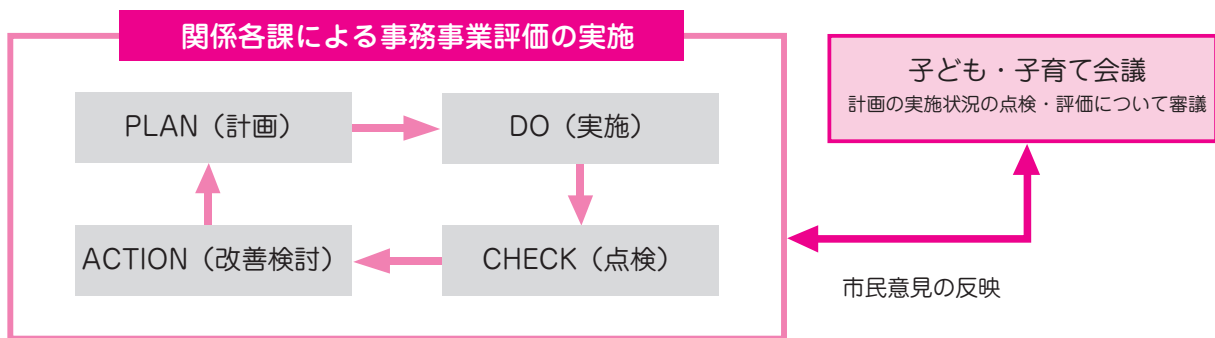 関係各課による事務事業評価の実施
PLAN（計画）
DO（実施）
ACTION（改善検討）
CHECK（点検）
子ども・子育て会議
計画の実施状況の点検・評価について審議
市民意見の反映